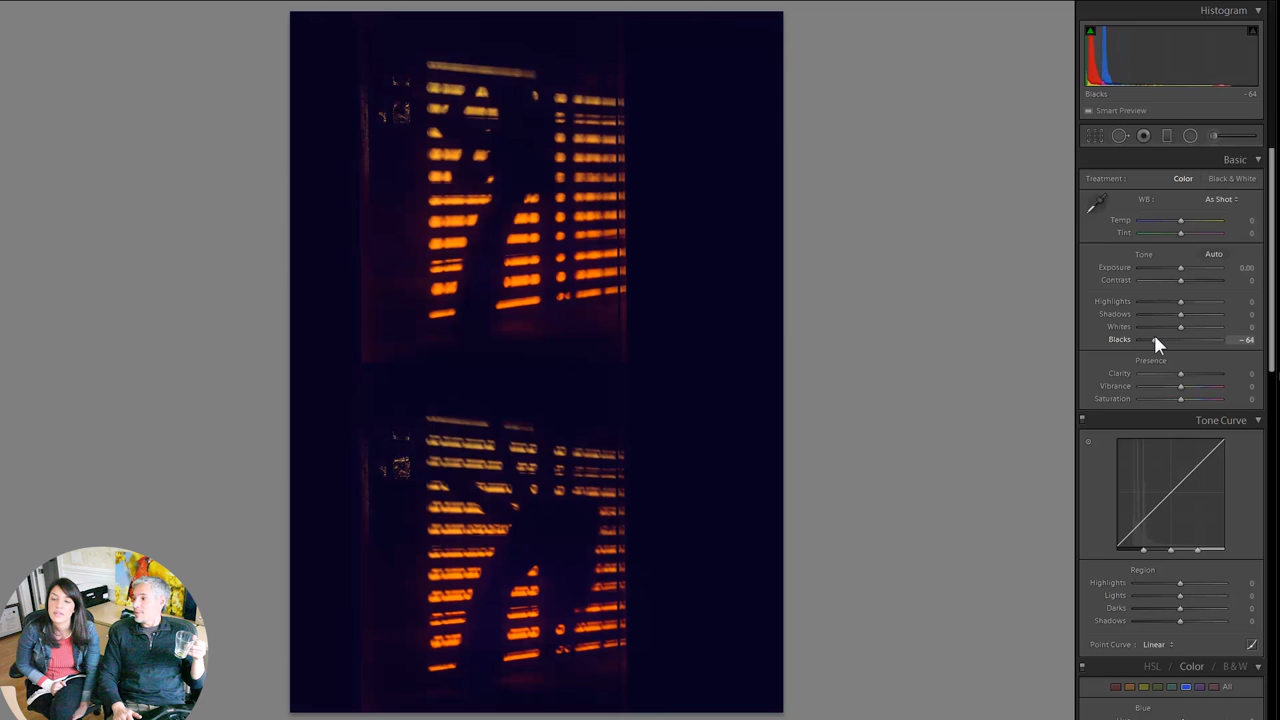 Histogram
Blacks - 64
Smart Preview
Basic
Treatment : Color Black & White
WB : As Shot
Temp 0
Tint 0
Tone Auto
Exposure 0.00
Contrast 0
Highlights 0
Shadows 0
Whites 0
Blacks - 64
Presence
Clarity 0
Vibrance 0
Saturation 0
Tone Curve
Region
Highlights 0
Lights 0
Darks 0
Shadows 0
Point Curve : Linear
HSL / Color / B & W
All
Blue